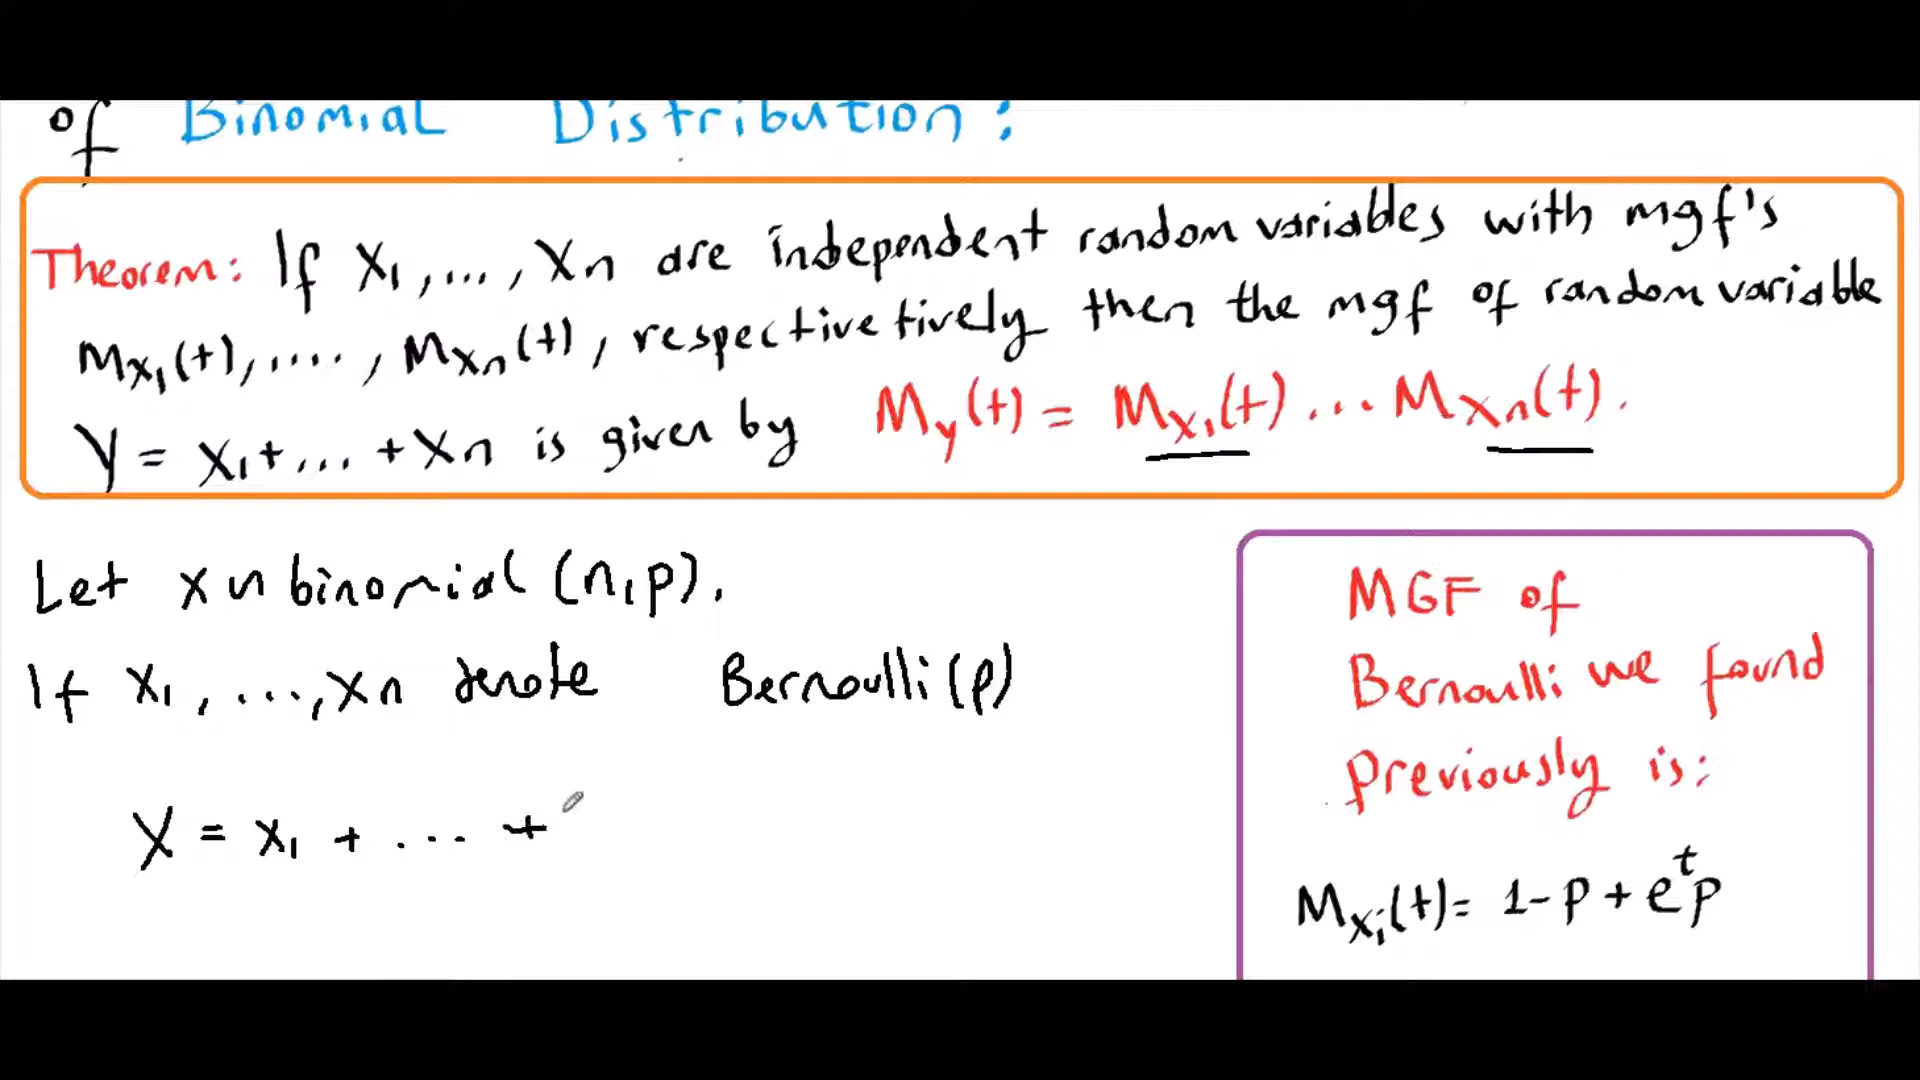 of Binomial Distribution:
Theorem: If X1, ..., Xn are independent random variables with mgf's
Mx1(t), ...., Mxn(t), respectivetively then the mgf of random variable
Y = X1+... +Xn is given by My(t) = Mx1(t) ... Mxn(t).
Let X ~ binomial (n,p).
If X1, ..., Xn denote Bernoulli(p)
X = X1 + ... +
MGF of
Bernoulli we found
previously is:
Mxi(t)= 1-p+e^t p